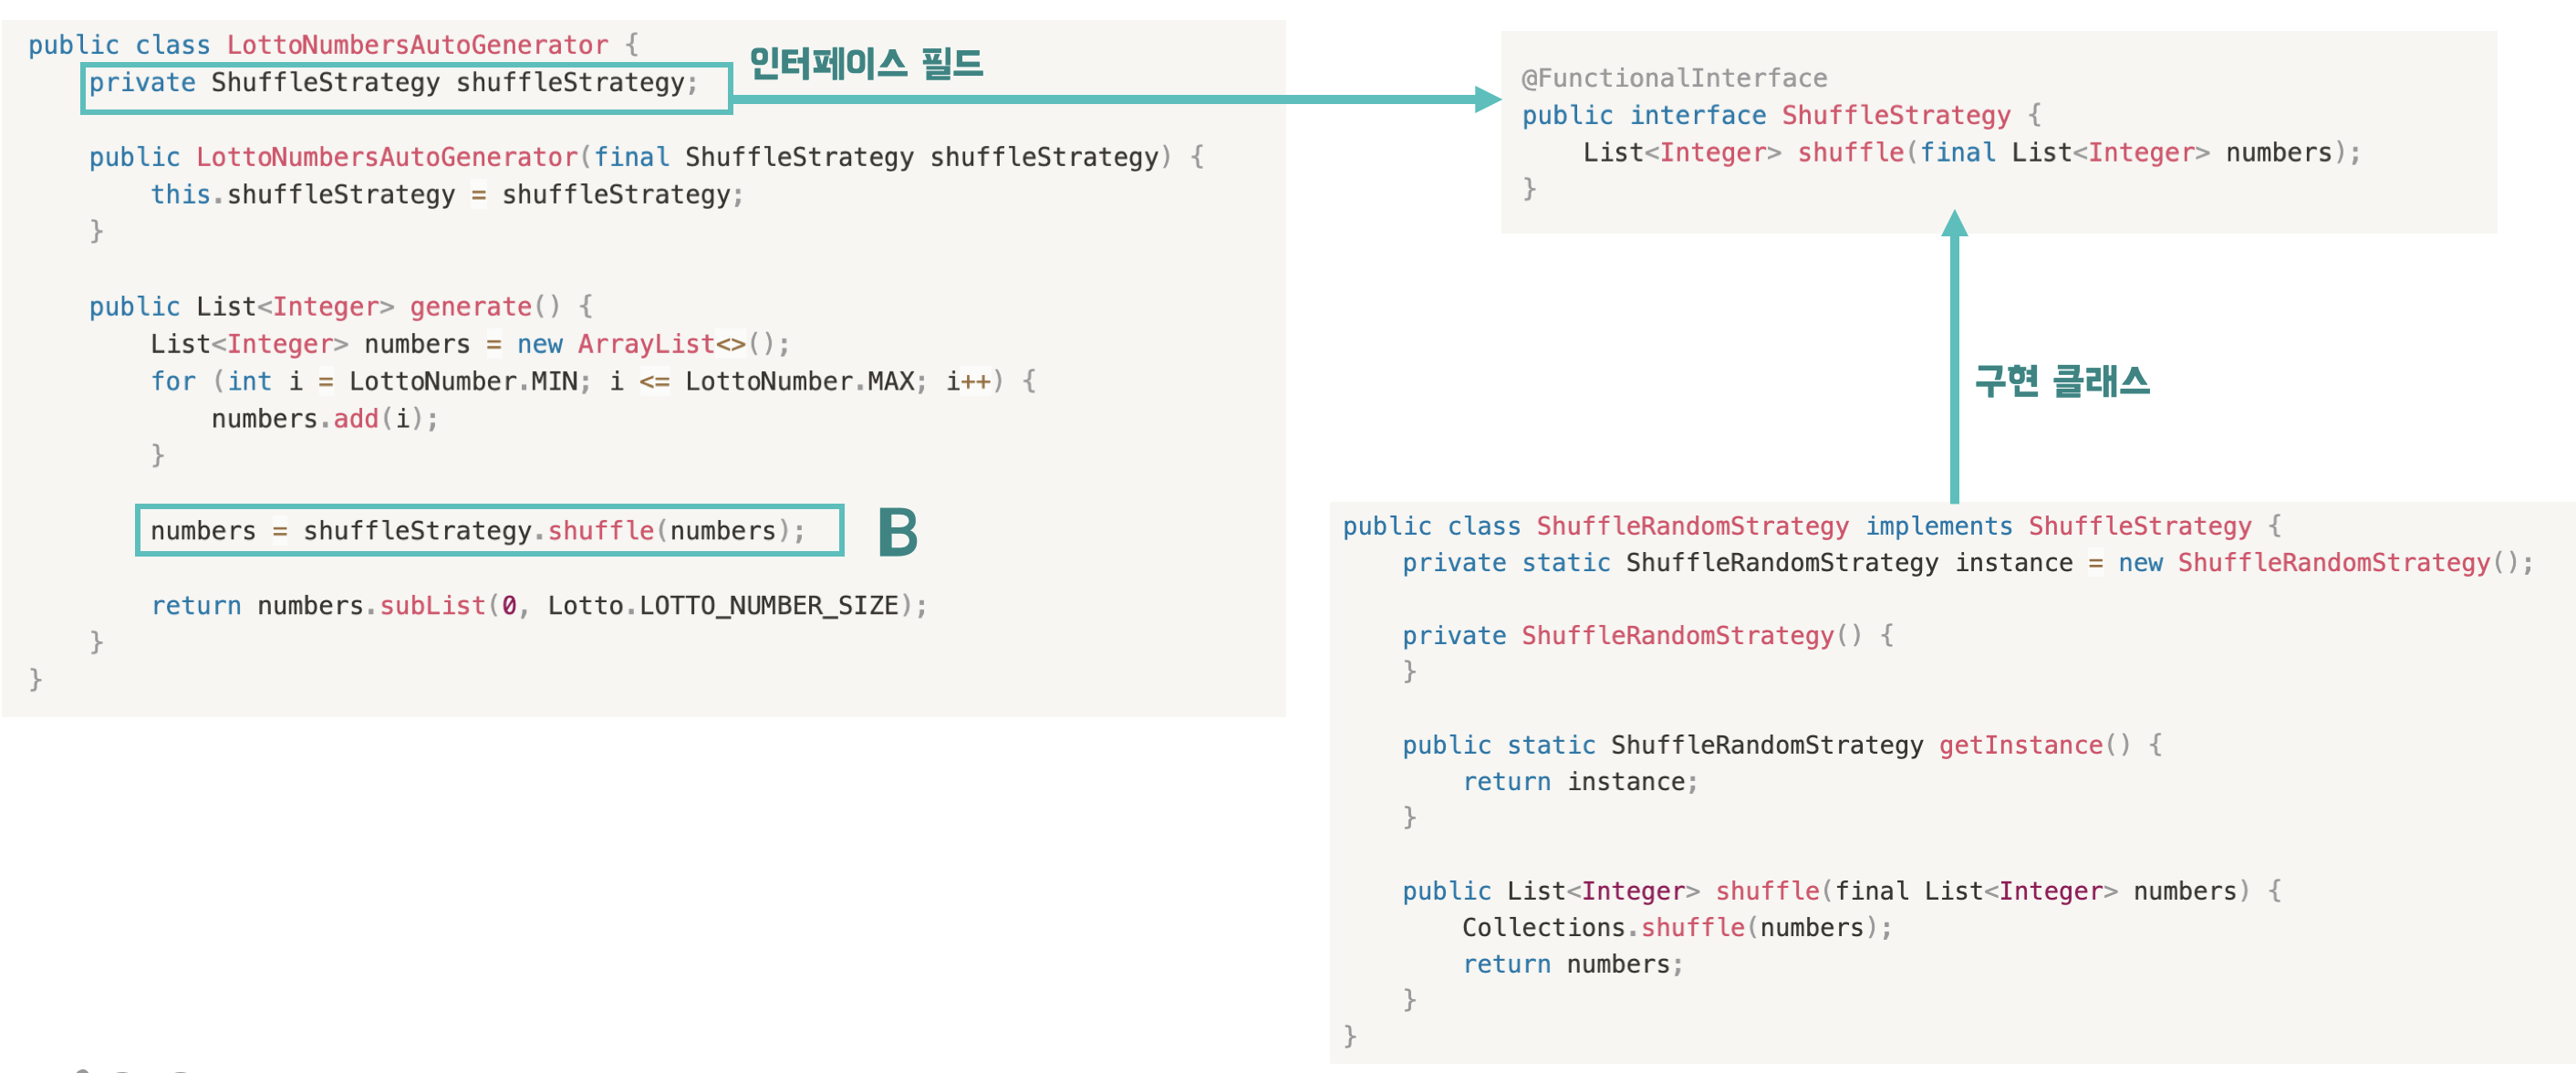 public class LottoNumbersAutoGenerator {
    private ShuffleStrategy shuffleStrategy;
인터페이스 필드
    public LottoNumbersAutoGenerator(final ShuffleStrategy shuffleStrategy) {
        this.shuffleStrategy = shuffleStrategy;
    }
    public List<Integer> generate() {
        List<Integer> numbers = new ArrayList<>();
        for (int i = LottoNumber.MIN; i <= LottoNumber.MAX; i++) {
            numbers.add(i);
        }
        numbers = shuffleStrategy.shuffle(numbers);
B
        return numbers.subList(0, Lotto.LOTTO_NUMBER_SIZE);
    }
}
@FunctionalInterface
public interface ShuffleStrategy {
    List<Integer> shuffle(final List<Integer> numbers);
}
구현 클래스
public class ShuffleRandomStrategy implements ShuffleStrategy {
    private static ShuffleRandomStrategy instance = new ShuffleRandomStrategy();
    private ShuffleRandomStrategy() {
    }
    public static ShuffleRandomStrategy getInstance() {
        return instance;
    }
    public List<Integer> shuffle(final List<Integer> numbers) {
        Collections.shuffle(numbers);
        return numbers;
    }
}